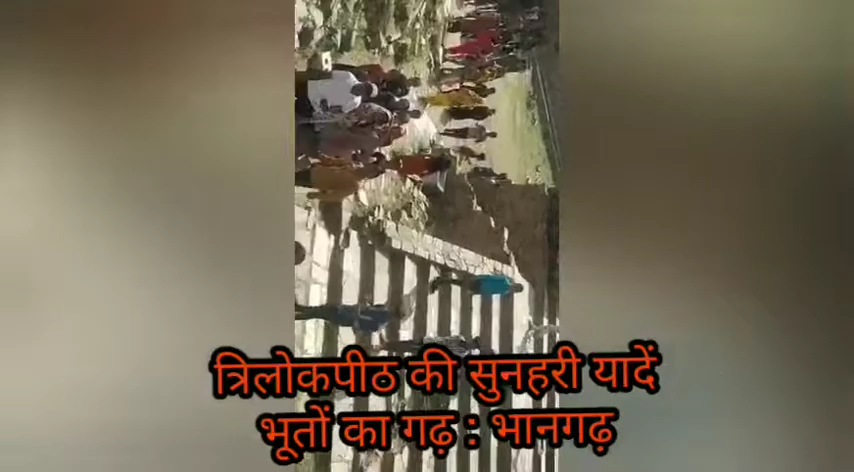 त्रिलोकपीठ की सुनहरी यादें
भूतों का गढ़ : भानगढ़